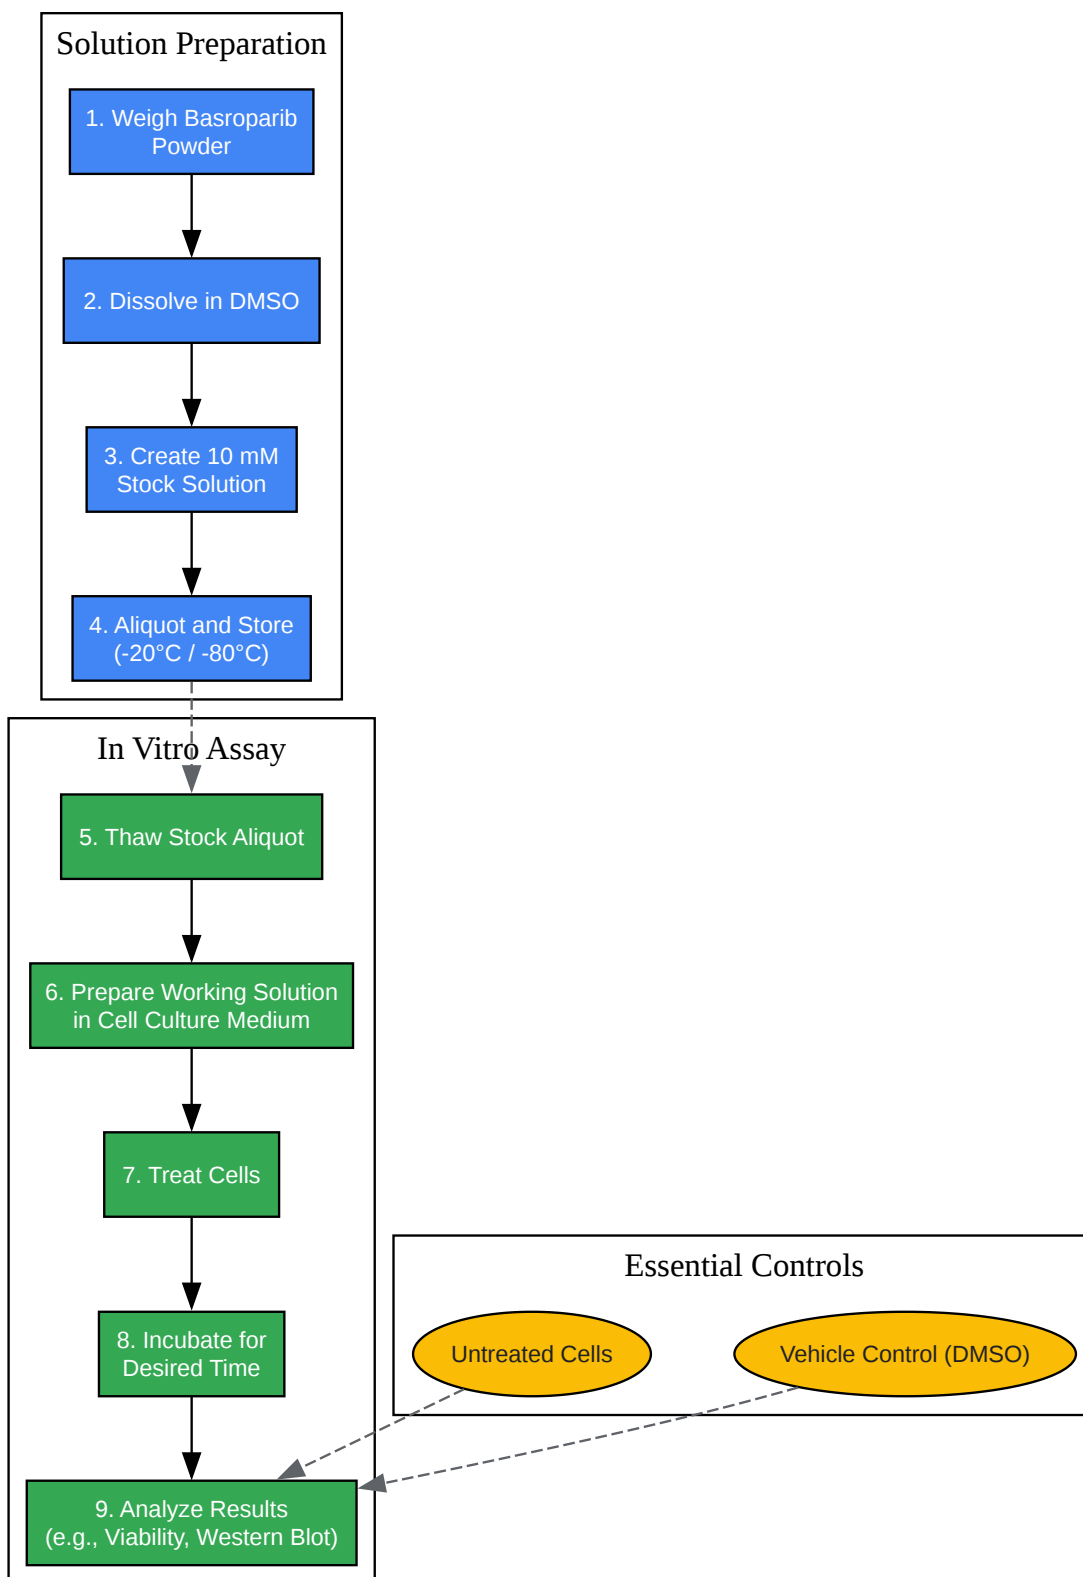 Solution Preparation
1. Weigh Basroparib
Powder
2. Dissolve in DMSO
3. Create 10 mM
Stock Solution
4. Aliquot and Store
(-20°C / -80°C)
In Vitro Assay
5. Thaw Stock Aliquot
6. Prepare Working Solution
in Cell Culture Medium
7. Treat Cells
8. Incubate for
Desired Time
9. Analyze Results
(e.g., Viability, Western Blot)
Essential Controls
Untreated Cells
Vehicle Control (DMSO)